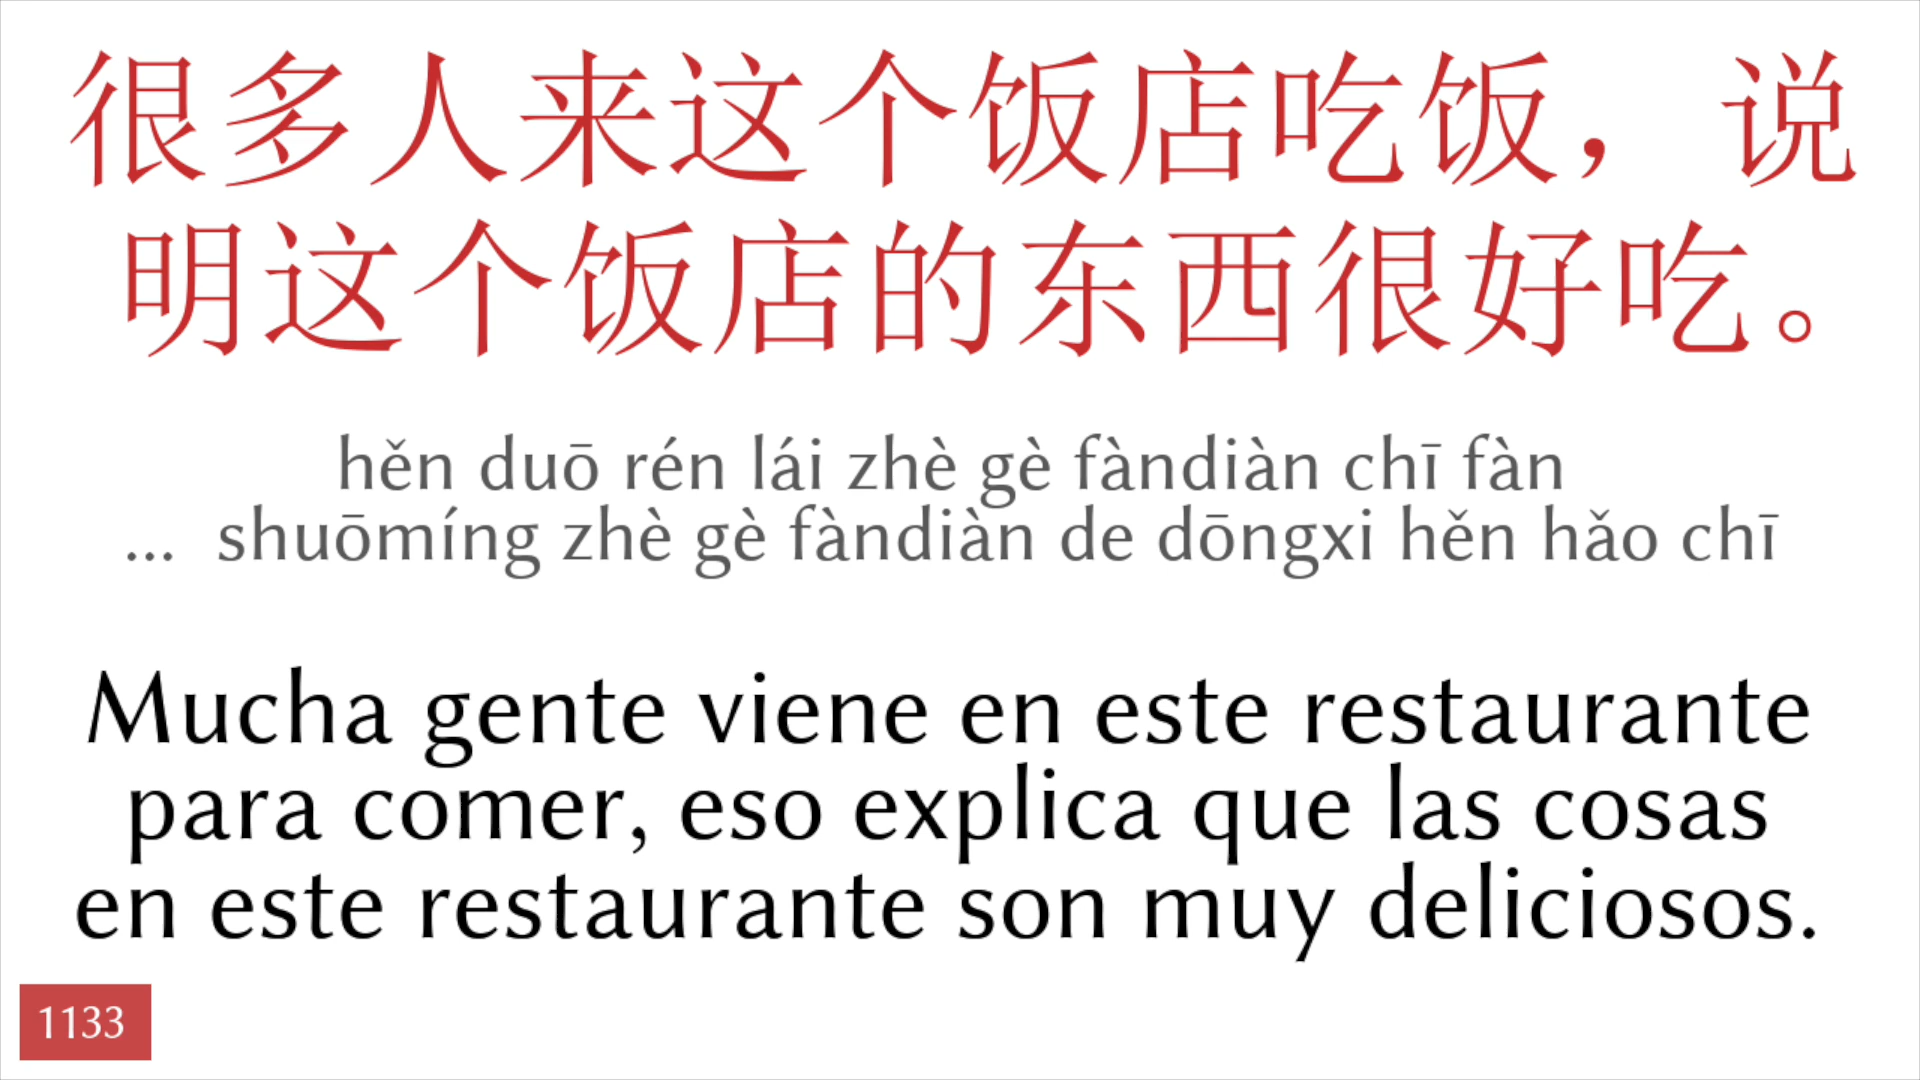 很多人来这个饭店吃饭，说
明这个饭店的东西很好吃。
hěn duō rén lái zhè gè fàndiàn chī fàn
... shuōmíng zhè gè fàndiàn de dōngxi hěn hǎo chī
Mucha gente viene en este restaurante
para comer, eso explica que las cosas
en este restaurante son muy deliciosos.
1133